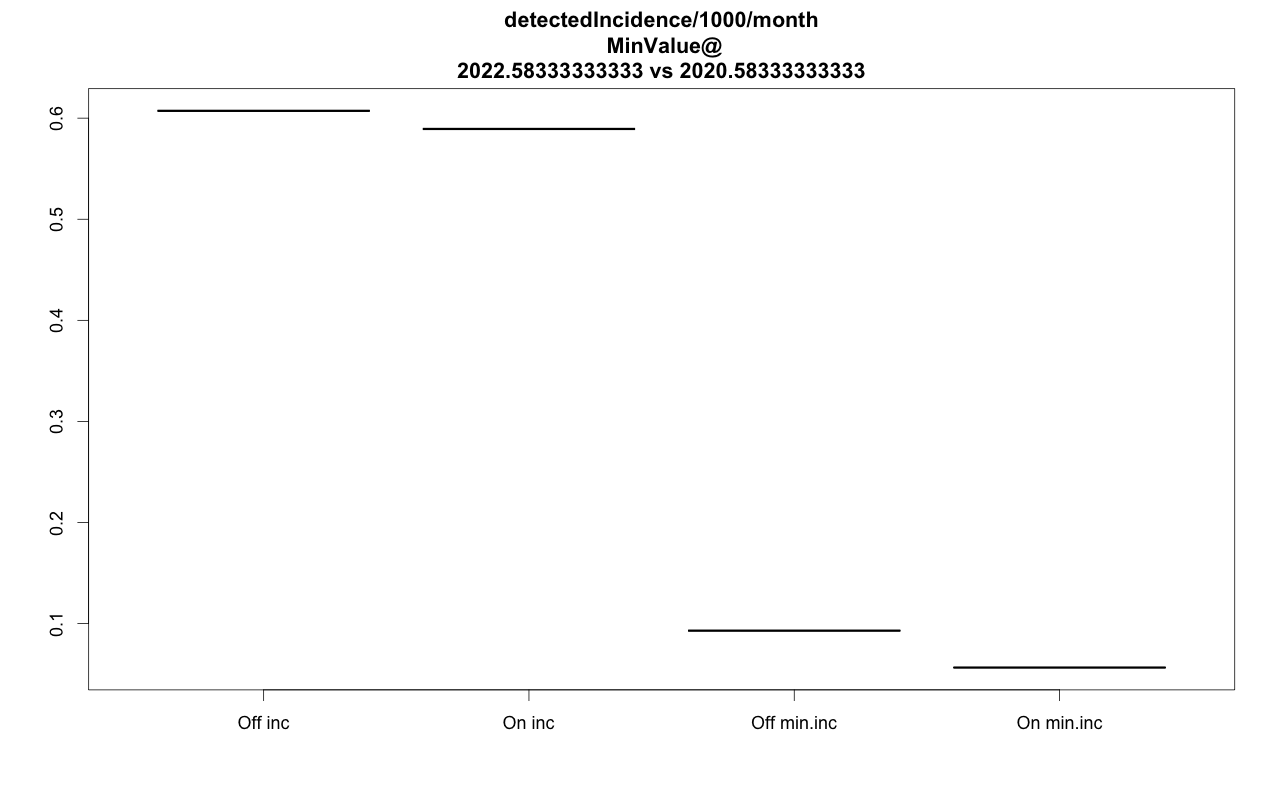 detectedIncidence/1000/month
MinValue@
2022.58333333333 vs 2020.58333333333
0.6
0.5
0.4
0.3
0.2
0.1
Off inc
On inc
Off min.inc
On min.inc